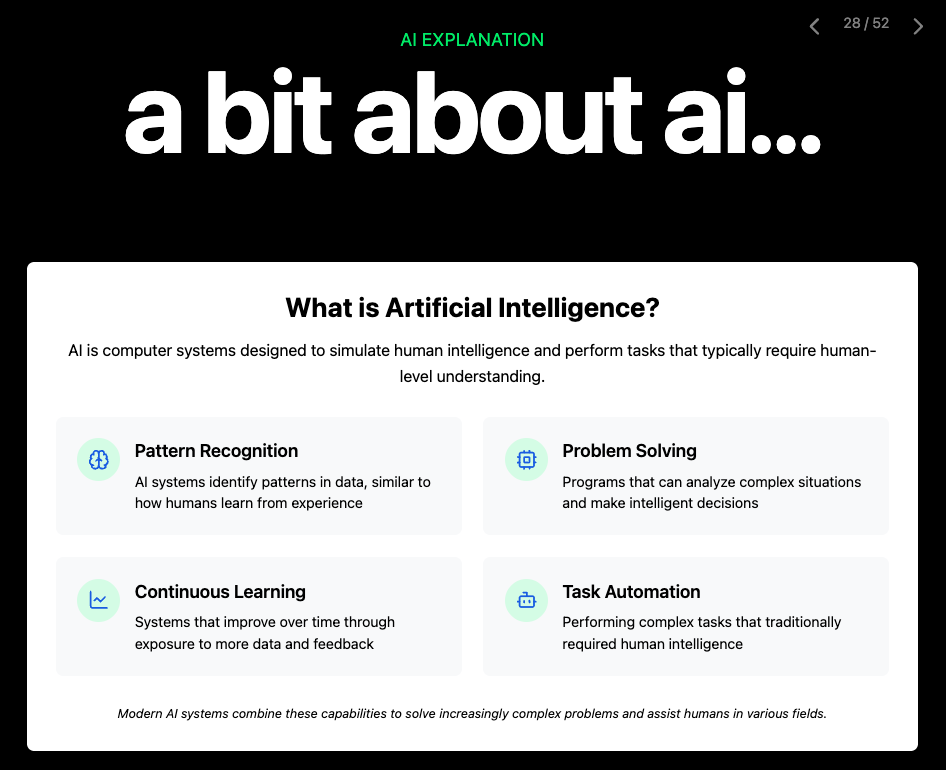 28 / 52
AI EXPLANATION
a bit about ai...
What is Artificial Intelligence?
AI is computer systems designed to simulate human intelligence and perform tasks that typically require human-
level understanding.
Pattern Recognition
AI systems identify patterns in data, similar to
how humans learn from experience
Problem Solving
Programs that can analyze complex situations
and make intelligent decisions
Continuous Learning
Systems that improve over time through
exposure to more data and feedback
Task Automation
Performing complex tasks that traditionally
required human intelligence
Modern AI systems combine these capabilities to solve increasingly complex problems and assist humans in various fields.